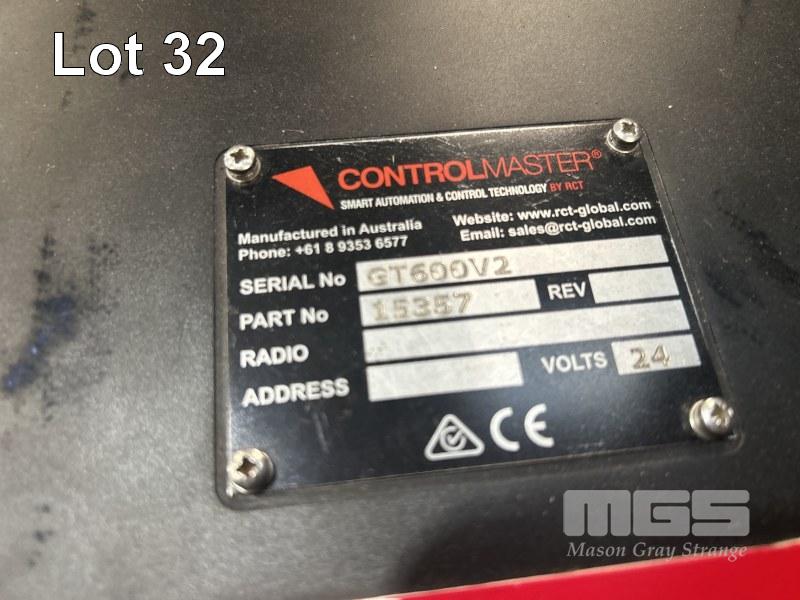 Lot 32
CONTROLMASTER®
SMART AUTOMATION & CONTROL TECHNOLOGY BY RCT
Manufactured in Australia
Phone: +61 8 9353 6577
Website: www.rct-global.com
Email: sales@rct-global.com
SERIAL No GT600V2
PART No 15357 REV
RADIO
ADDRESS VOLTS 24
CE
MGS
Mason Gray Strange